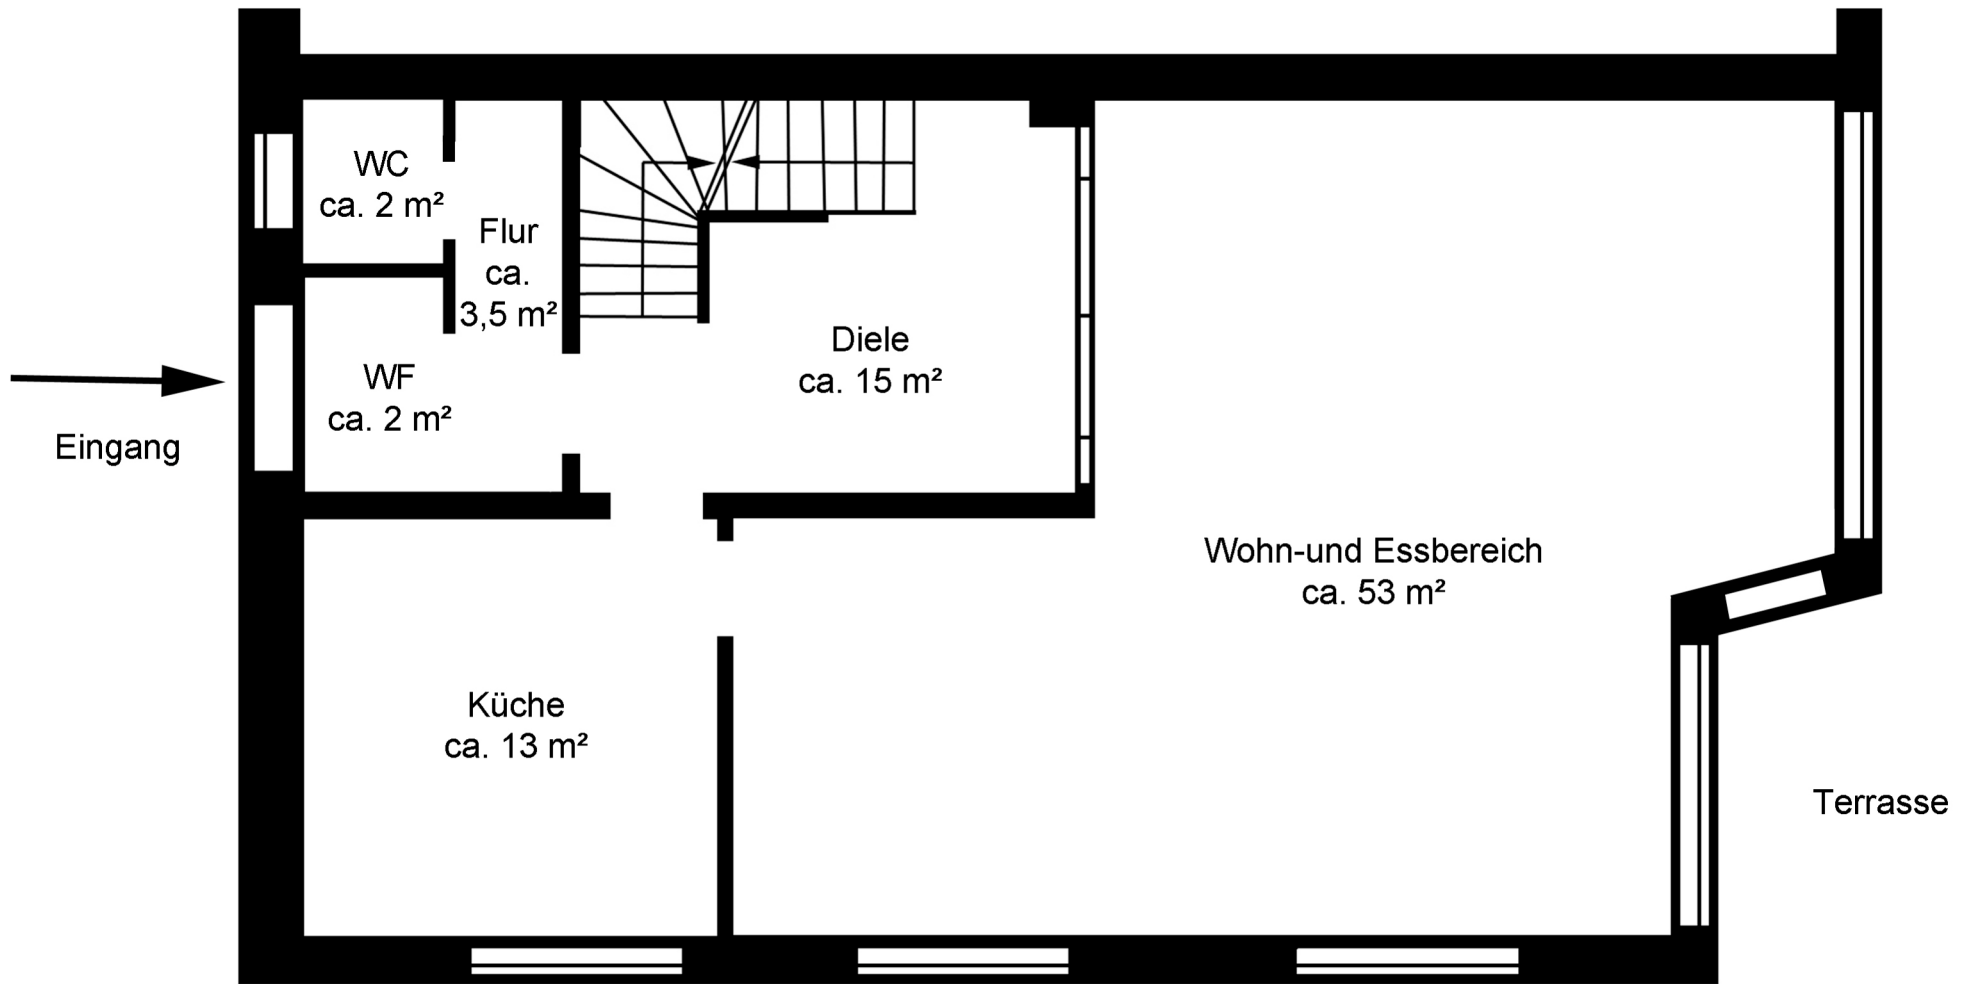 WC
ca. 2 m²
Flur
ca.
3,5 m²
WF
ca. 2 m²
Diele
ca. 15 m²
Eingang
Wohn-und Essbereich
ca. 53 m²
Küche
ca. 13 m²
Terrasse